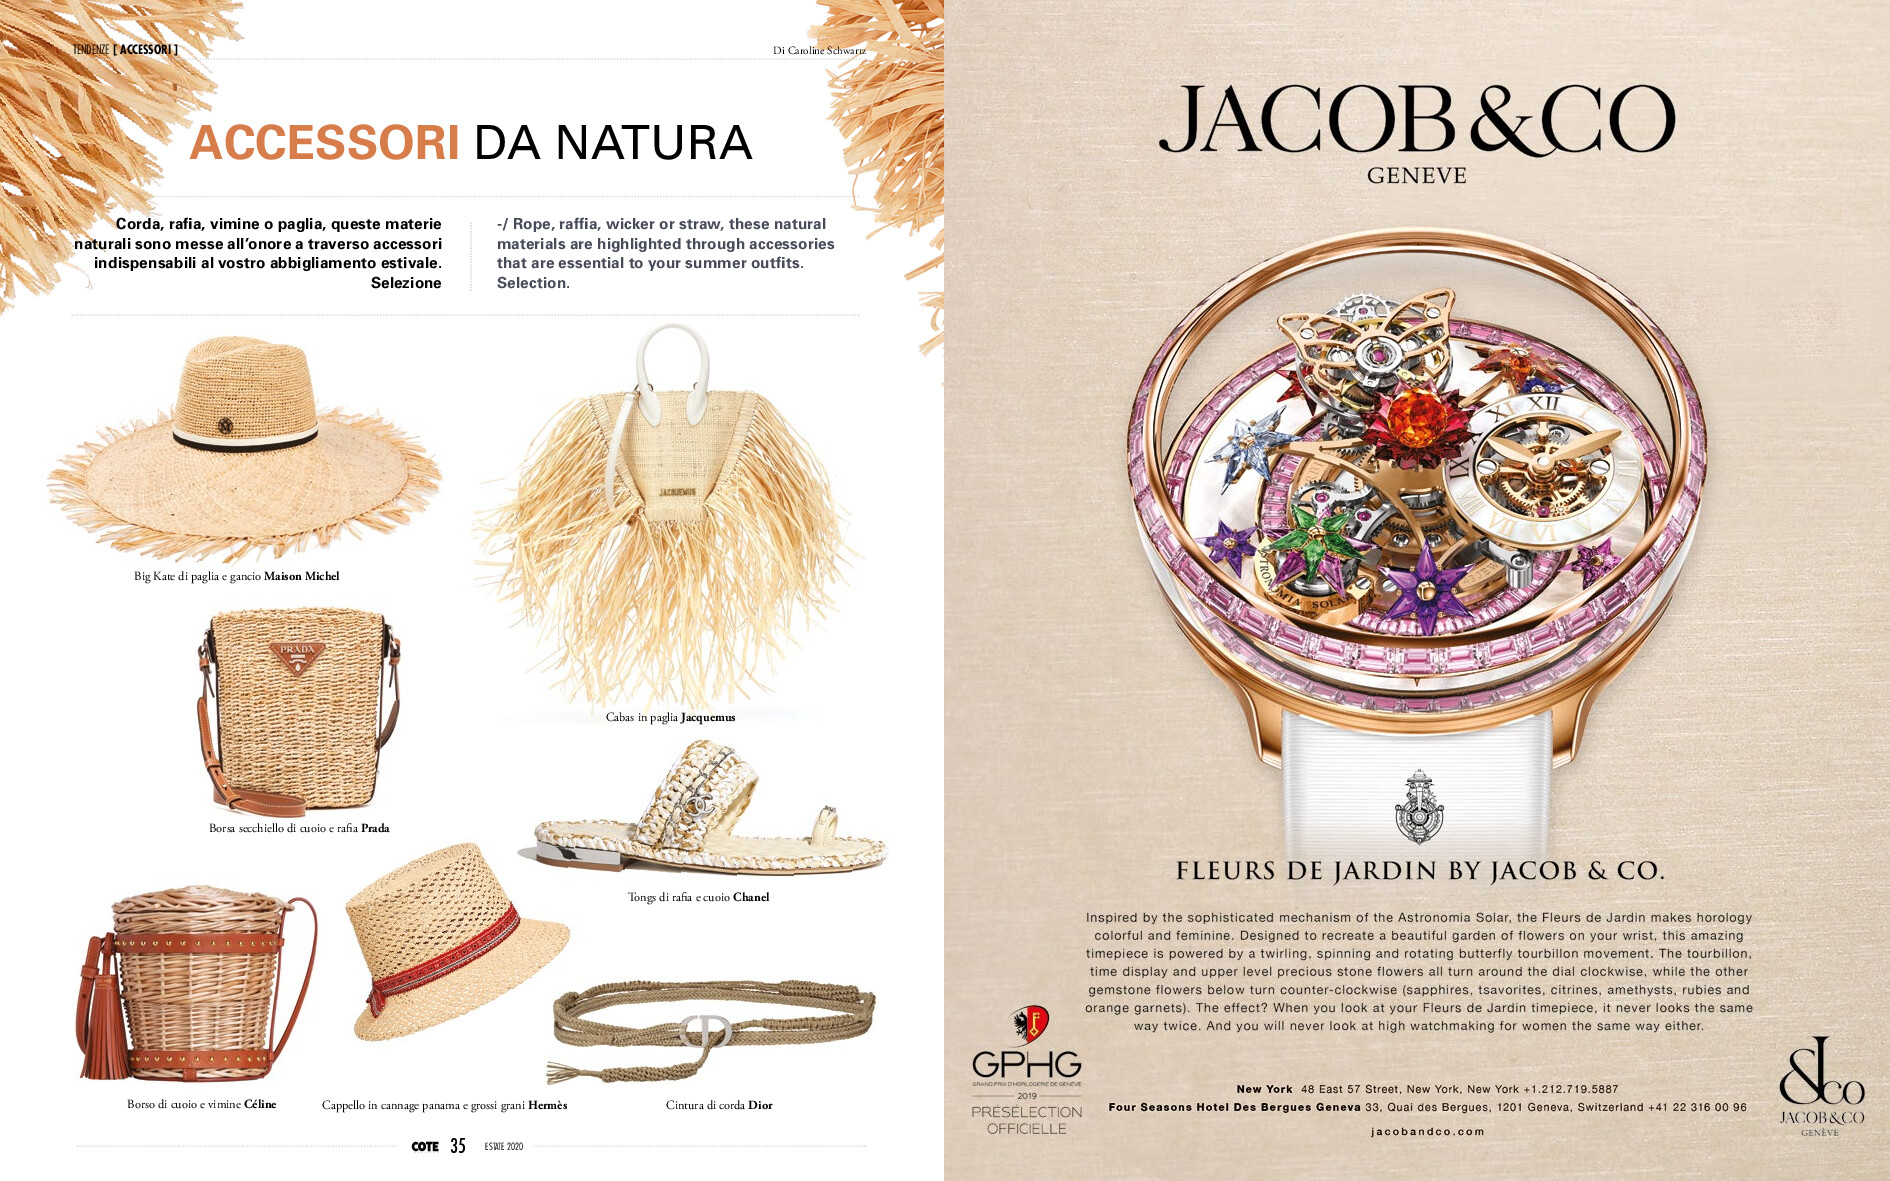 TENDENZE [ ACCESSORI ]
Di Caroline Schwartz
ACCESSORI DA NATURA
Corda, rafia, vimine o paglia, queste materie
naturali sono messe all'onore a traverso accessori
indispensabili al vostro abbigliamento estivale.
Selezione
-/ Rope, raffia, wicker or straw, these natural
materials are highlighted through accessories
that are essential to your summer outfits.
Selection.
M
JACQUEMUS
Big Kate di paglia e gancio Maison Michel
PRADA
Cabas in paglia Jacquemus
Borsa secchiello di cuoio e rafia Prada
Tongs di rafia e cuoio Chanel
CD
Borso di cuoio e vimine Céline
Cappello in cannage panama e grossi grani Hermès
Cintura di corda Dior
COTE 35 ESTATE 2020
JACOB & CO
GENEVE
XII
ASTRONOMIA SOLAR
FLEURS DE JARDIN BY JACOB & CO.
Inspired by the sophisticated mechanism of the Astronomia Solar, the Fleurs de Jardin makes horology
colorful and feminine. Designed to recreate a beautiful garden of flowers on your wrist, this amazing
timepiece is powered by a twirling, spinning and rotating butterfly tourbillon movement. The tourbillon,
time display and upper level precious stone flowers all turn around the dial clockwise, while the other
gemstone flowers below turn counter-clockwise (sapphires, tsavorites, citrines, amethysts, rubies and
orange garnets). The effect? When you look at your Fleurs de Jardin timepiece, it never looks the same
way twice. And you will never look at high watchmaking for women the same way either.
GPHG
GRAND PRIX D'HORLOGERIE DE GENÈVE
2019
PRÉSÉLECTION
OFFICIELLE
New York 48 East 57 Street, New York, New York +1.212.719.5887
Four Seasons Hotel Des Bergues Geneva 33, Quai des Bergues, 1201 Geneva, Switzerland +41 22 316 00 96
jacobandco.com
J&CO
JACOB&CO
GENÈVE